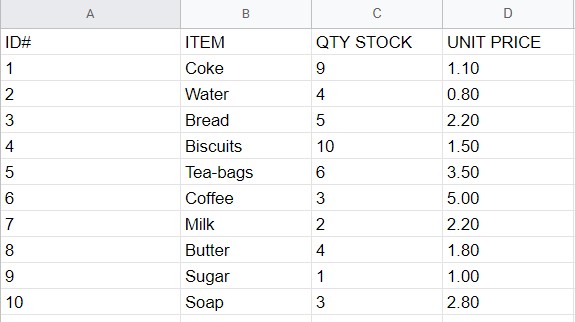 A B C D
ID# ITEM QTY STOCK UNIT PRICE
1 Coke 9 1.10
2 Water 4 0.80
3 Bread 5 2.20
4 Biscuits 10 1.50
5 Tea-bags 6 3.50
6 Coffee 3 5.00
7 Milk 2 2.20
8 Butter 4 1.80
9 Sugar 1 1.00
10 Soap 3 2.80